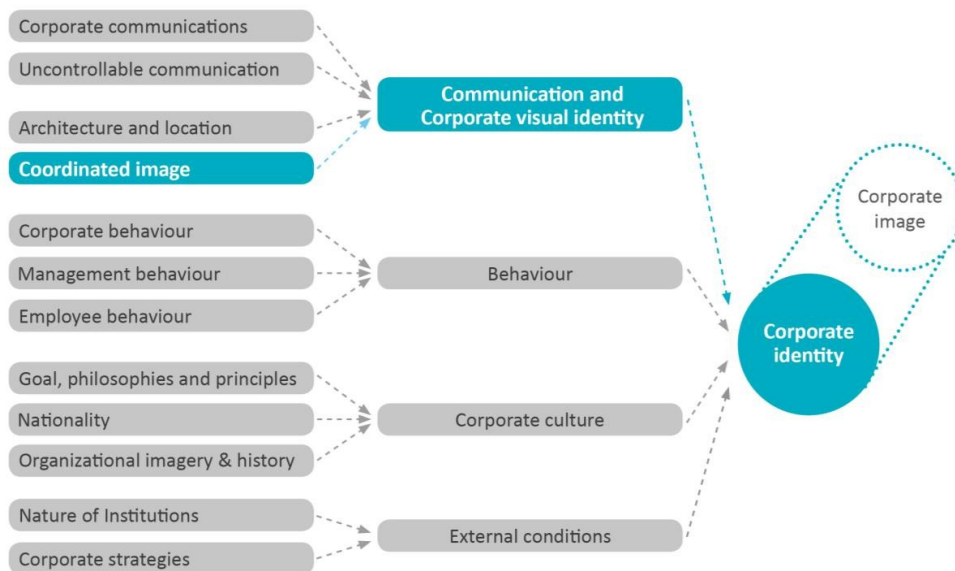 Corporate communications
Uncontrollable communication
Architecture and location
Coordinated image
Communication and
Corporate visual identity
Corporate behaviour
Management behaviour
Employee behaviour
Behaviour
Goal, philosophies and principles
Nationality
Organizational imagery & history
Corporate culture
Nature of Institutions
Corporate strategies
External conditions
Corporate
identity
Corporate
image